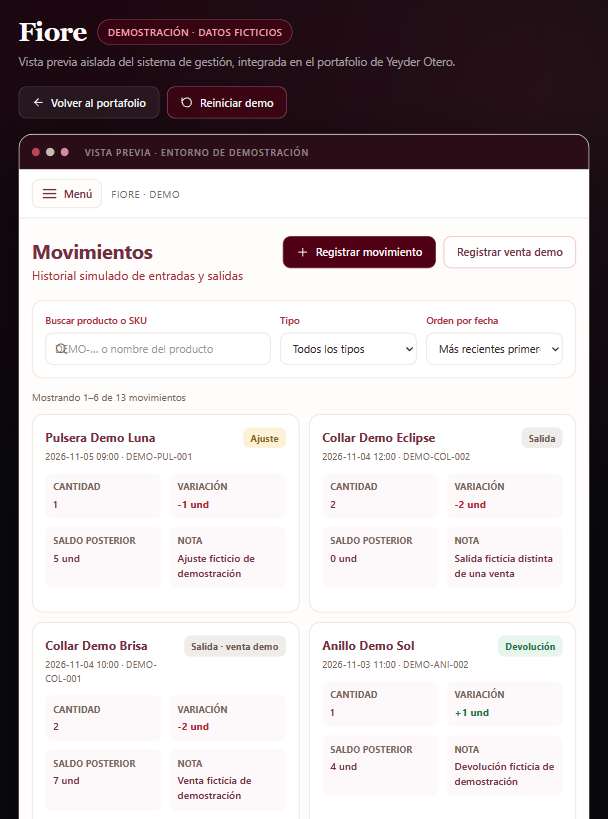 Fiore
DEMOSTRACIÓN · DATOS FICTICIOS
Vista previa aislada del sistema de gestión, integrada en el portafolio de Yeyder Otero.
Volver al portafolio
Reiniciar demo
VISTA PREVIA · ENTORNO DE DEMOSTRACIÓN
Menú
FIORE · DEMO
Movimientos
Historial simulado de entradas y salidas
Registrar movimiento
Registrar venta demo
Buscar producto o SKU
DEMO-... o nombre del producto
Tipo
Todos los tipos
Orden por fecha
Más recientes primer
Mostrando 1–6 de 13 movimientos
Pulsera Demo Luna
Ajuste
2026-11-05 09:00 · DEMO-PUL-001
CANTIDAD
1
VARIACIÓN
-1 und
SALDO POSTERIOR
5 und
NOTA
Ajuste ficticio de
demostración
Collar Demo Eclipse
Salida
2026-11-04 12:00 · DEMO-COL-002
CANTIDAD
2
VARIACIÓN
-2 und
SALDO POSTERIOR
0 und
NOTA
Salida ficticia distinta
de una venta
Collar Demo Brisa
Salida · venta demo
2026-11-04 10:00 · DEMO-
COL-001
CANTIDAD
2
VARIACIÓN
-2 und
SALDO POSTERIOR
7 und
NOTA
Venta ficticia de
demostración
Anillo Demo Sol
Devolución
2026-11-03 11:00 · DEMO-ANI-002
CANTIDAD
1
VARIACIÓN
+1 und
SALDO POSTERIOR
4 und
NOTA
Devolución ficticia de
demostración